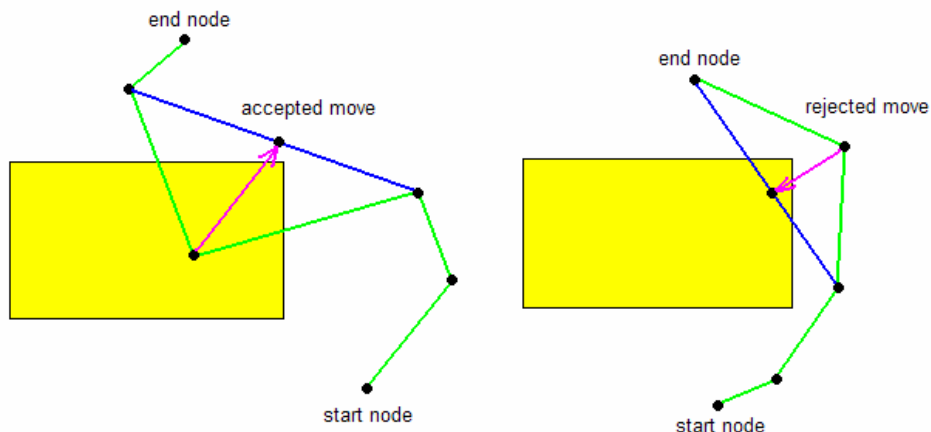 end node
accepted move
start node
end node
rejected move
start node